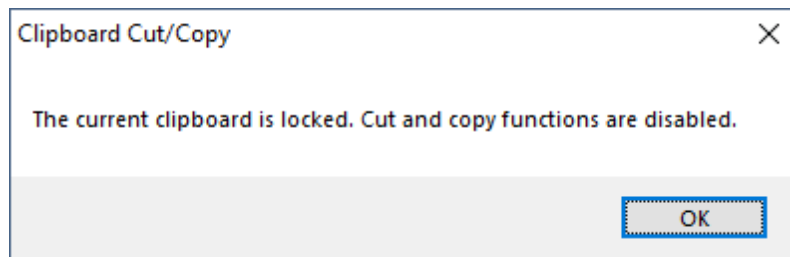 Clipboard Cut/Copy
The current clipboard is locked. Cut and copy functions are disabled.
OK